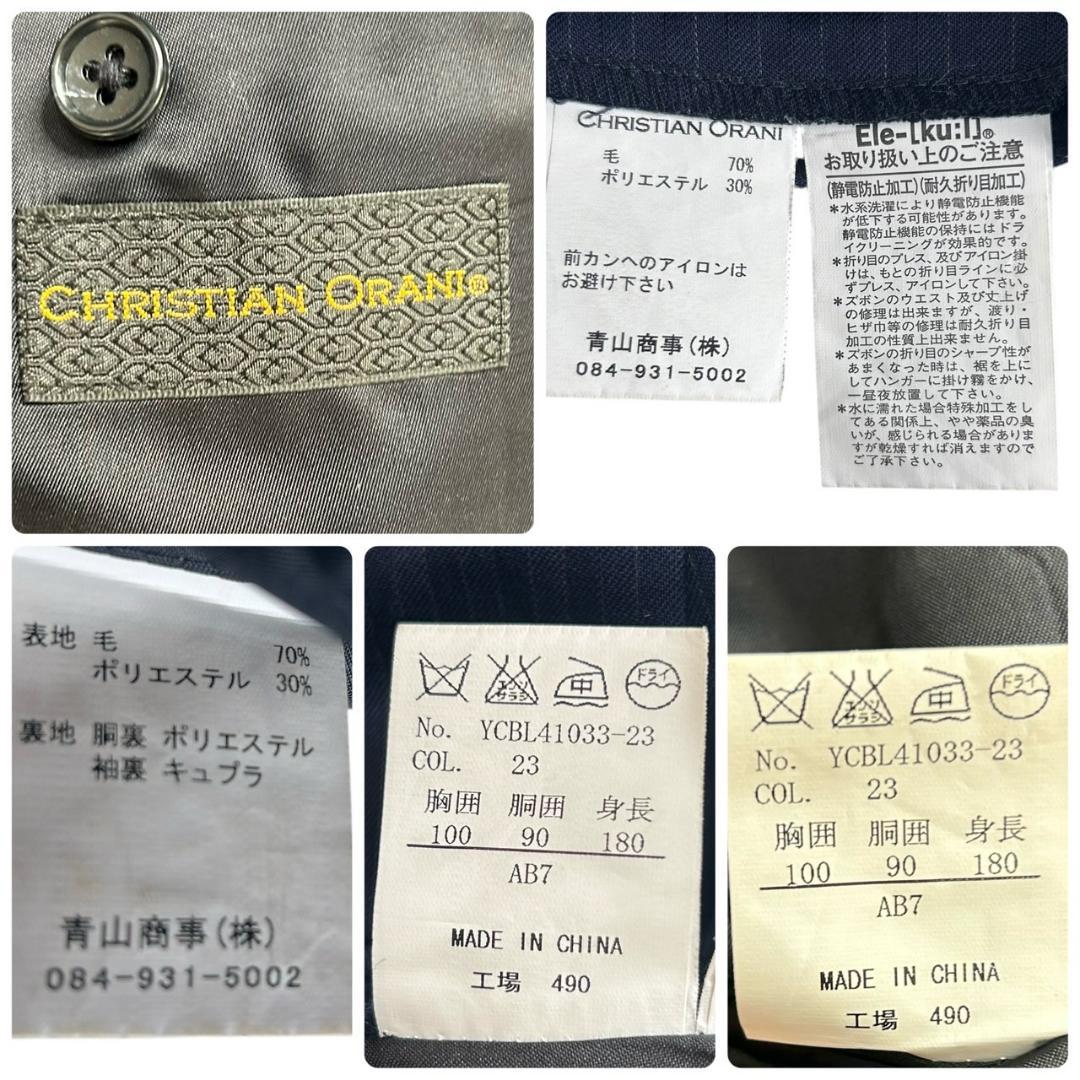 CHRISTIAN ORANI®
CHRISTIAN ORANI
毛 70%
ポリエステル 30%
前カンへのアイロンは
お避け下さい
青山商事(株)
084-931-5002
Ele-[ku:l]®
お取り扱い上のご注意
(静電防止加工)(耐久折り目加工)
*水系洗濯により静電防止機能
が低下する可能性があります。
静電防止機能の保持にはドラ
イクリーニングが効果的です。
*折り目のプレス、及びアイロン掛
けは、もとの折り目ラインに必
ずプレス、アイロンして下さい。
*ズボンのウエスト及び丈上げ
の修理は出来ますが、渡り・
ヒザ巾等の修理は耐久折り目
加工の性質上出来ません。
*ズボンの折り目のシャープ性が
あまくなった時は、裾を上に
してハンガーに掛け霧をかけ、
一昼夜放置して下さい。
*水に濡れた場合特殊加工をし
てある関係上、やや薬品の臭
いが、感じられる場合がありま
すが乾燥すれば消えますので
ご了承下さい。
表地 毛 70%
ポリエステル 30%
裏地 胴裏 ポリエステル
袖裏 キュプラ
青山商事(株)
084-931-5002
エンソ
サラシ
中
ドライ
No. YCBL41033-23
COL. 23
胸囲 胴囲 身長
100 90 180
AB7
MADE IN CHINA
工場 490
エンソ
サラシ
中
ドライ
No. YCBL41033-23
COL. 23
胸囲 胴囲 身長
100 90 180
AB7
MADE IN CHINA
工場 490